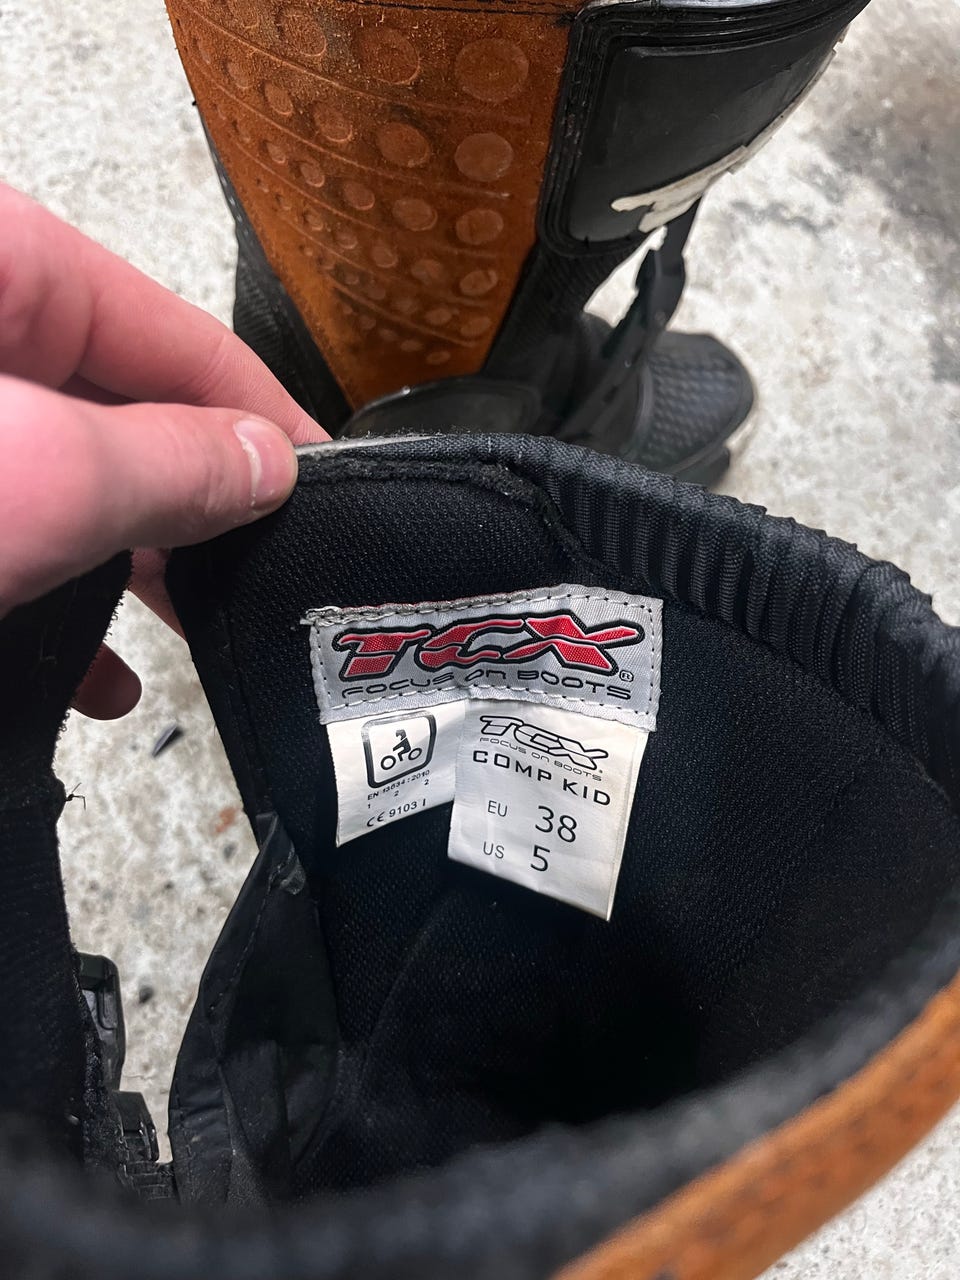 TCX®
FOCUS ON BOOTS
EN 13634:2010
1 2 2
CE 9103 I
TCX
FOCUS ON BOOTS
COMP KID
EU 38
US 5